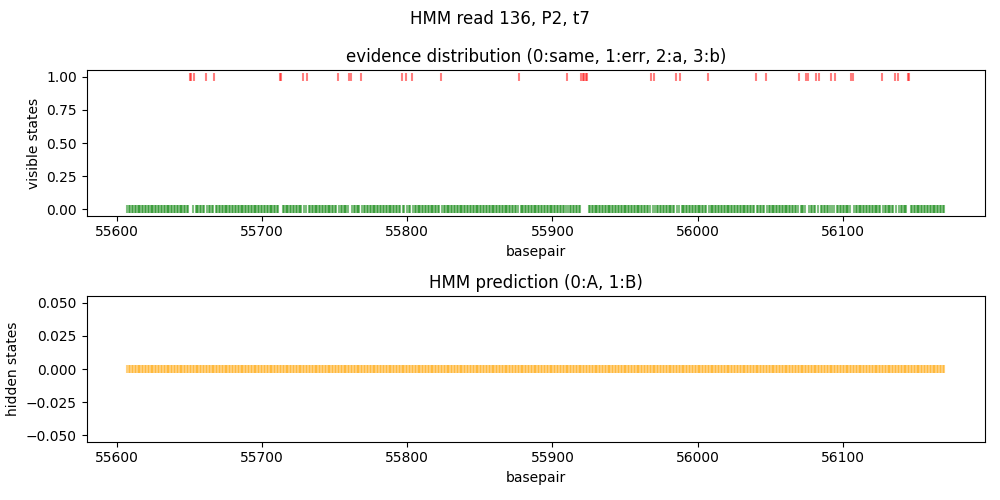 HMM read 136, P2, t7
evidence distribution (0:same, 1:err, 2:a, 3:b)
visible states
1.00
0.75
0.50
0.25
0.00
55600 55700 55800 55900 56000 56100
basepair
HMM prediction (0:A, 1:B)
hidden states
0.050
0.025
0.000
−0.025
−0.050
55600 55700 55800 55900 56000 56100
basepair